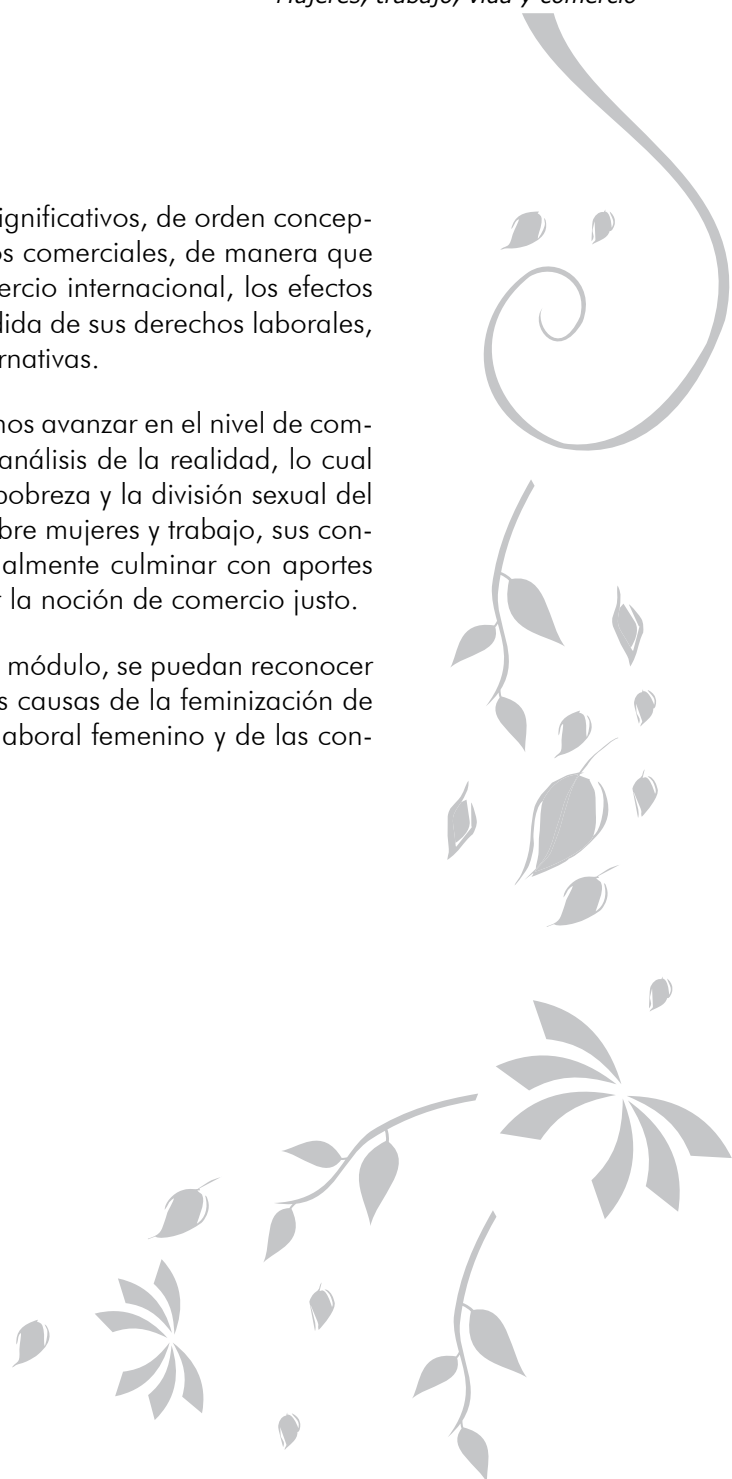 Mujeres, trabajo, vida y comercio
ignificativos, de orden concep-
os comerciales, de manera que
ercio internacional, los efectos
dida de sus derechos laborales,
rnativas.
nos avanzar en el nivel de com-
análisis de la realidad, lo cual
pobreza y la división sexual del
bre mujeres y trabajo, sus con-
almente culminar con aportes
la noción de comercio justo.
módulo, se puedan reconocer
s causas de la feminización de
aboral femenino y de las con-